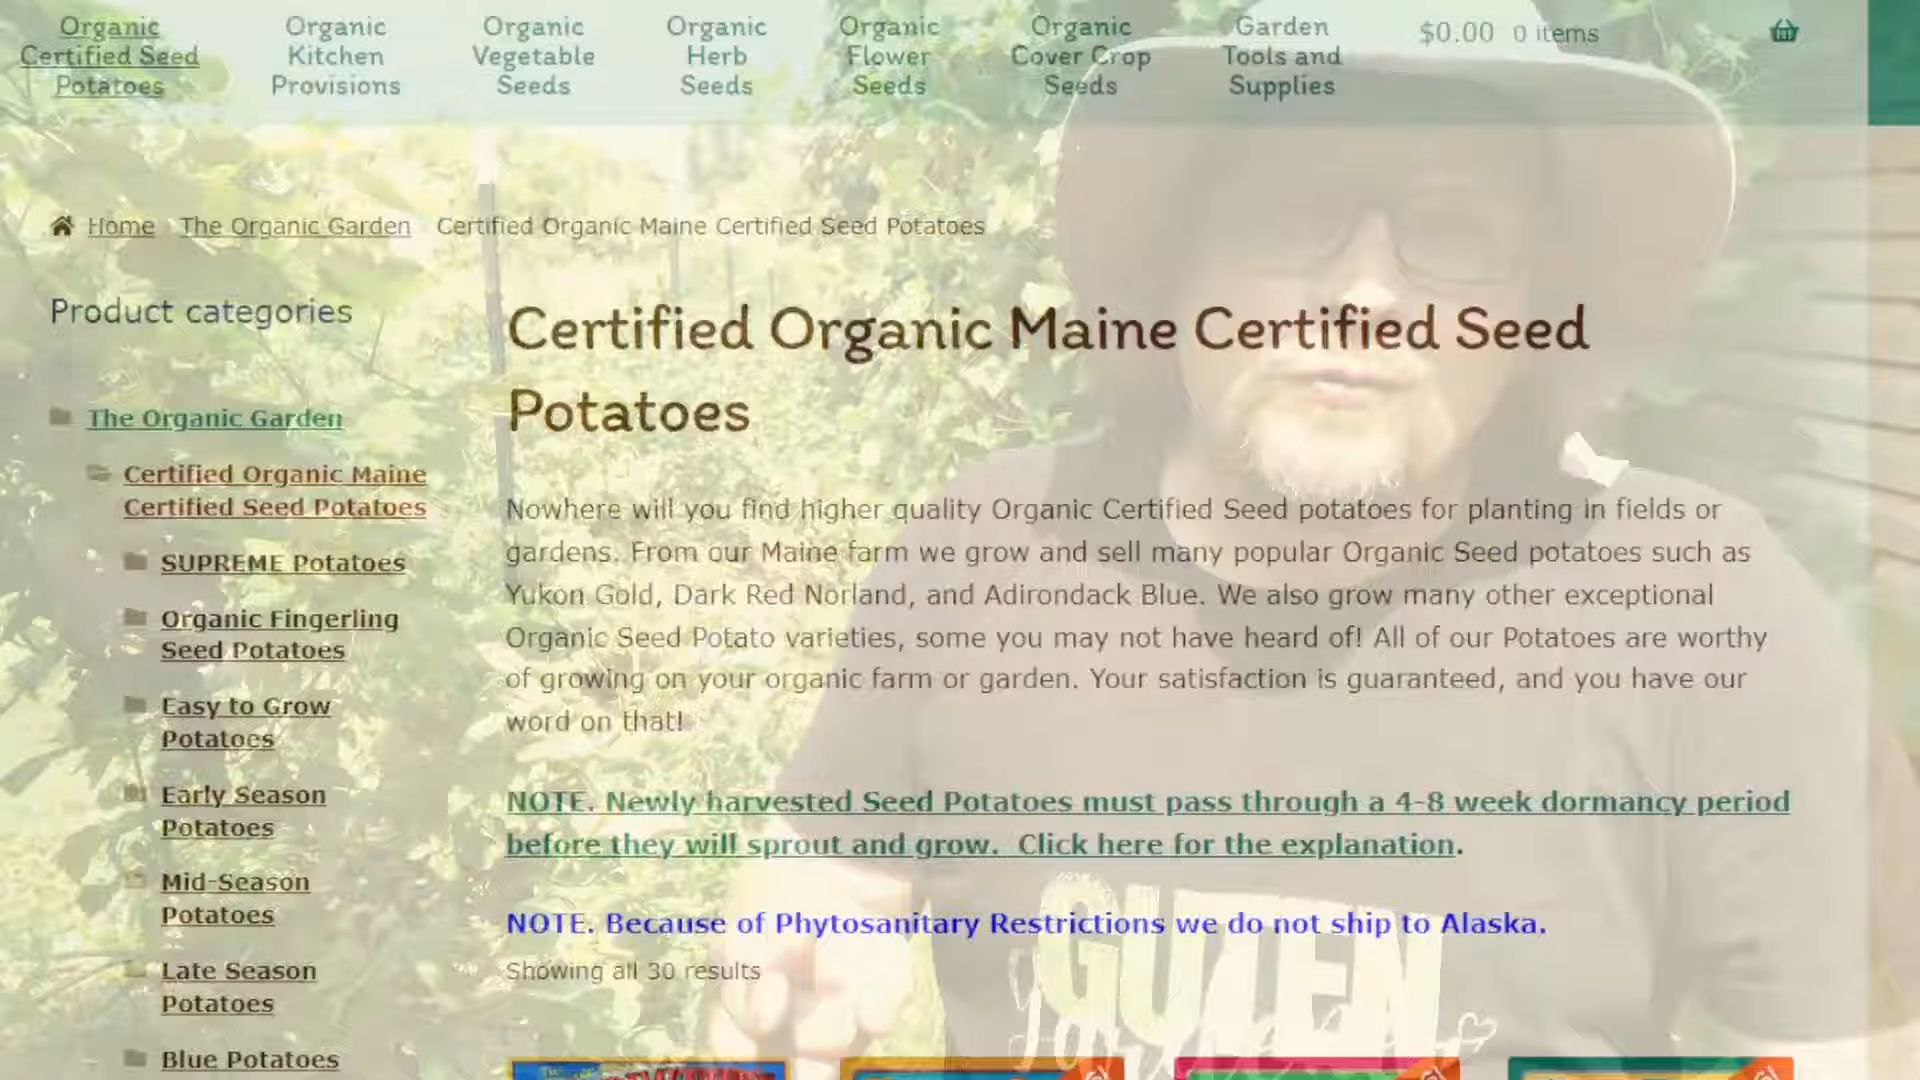 Organic
Certified Seed
Potatoes
Organic
Kitchen
Provisions
Organic
Vegetable
Seeds
Organic
Herb
Seeds
Organic
Flower
Seeds
Organic
Cover Crop
Seeds
Garden
Tools and
Supplies
$0.00 0 items
Home The Organic Garden Certified Organic Maine Certified Seed Potatoes
Product categories
The Organic Garden
Certified Organic Maine
Certified Seed Potatoes
SUPREME Potatoes
Organic Fingerling
Seed Potatoes
Easy to Grow
Potatoes
Early Season
Potatoes
Mid-Season
Potatoes
Late Season
Potatoes
Blue Potatoes
Certified Organic Maine Certified Seed
Potatoes
Nowhere will you find higher quality Organic Certified Seed potatoes for planting in fields or
gardens. From our Maine farm we grow and sell many popular Organic Seed potatoes such as
Yukon Gold, Dark Red Norland, and Adirondack Blue. We also grow many other exceptional
Organic Seed Potato varieties, some you may not have heard of! All of our Potatoes are worthy
of growing on your organic farm or garden. Your satisfaction is guaranteed, and you have our
word on that!
NOTE. Newly harvested Seed Potatoes must pass through a 4-8 week dormancy period
before they will sprout and grow. Click here for the explanation.
NOTE. Because of Phytosanitary Restrictions we do not ship to Alaska.
Showing all 30 results
GUTEN